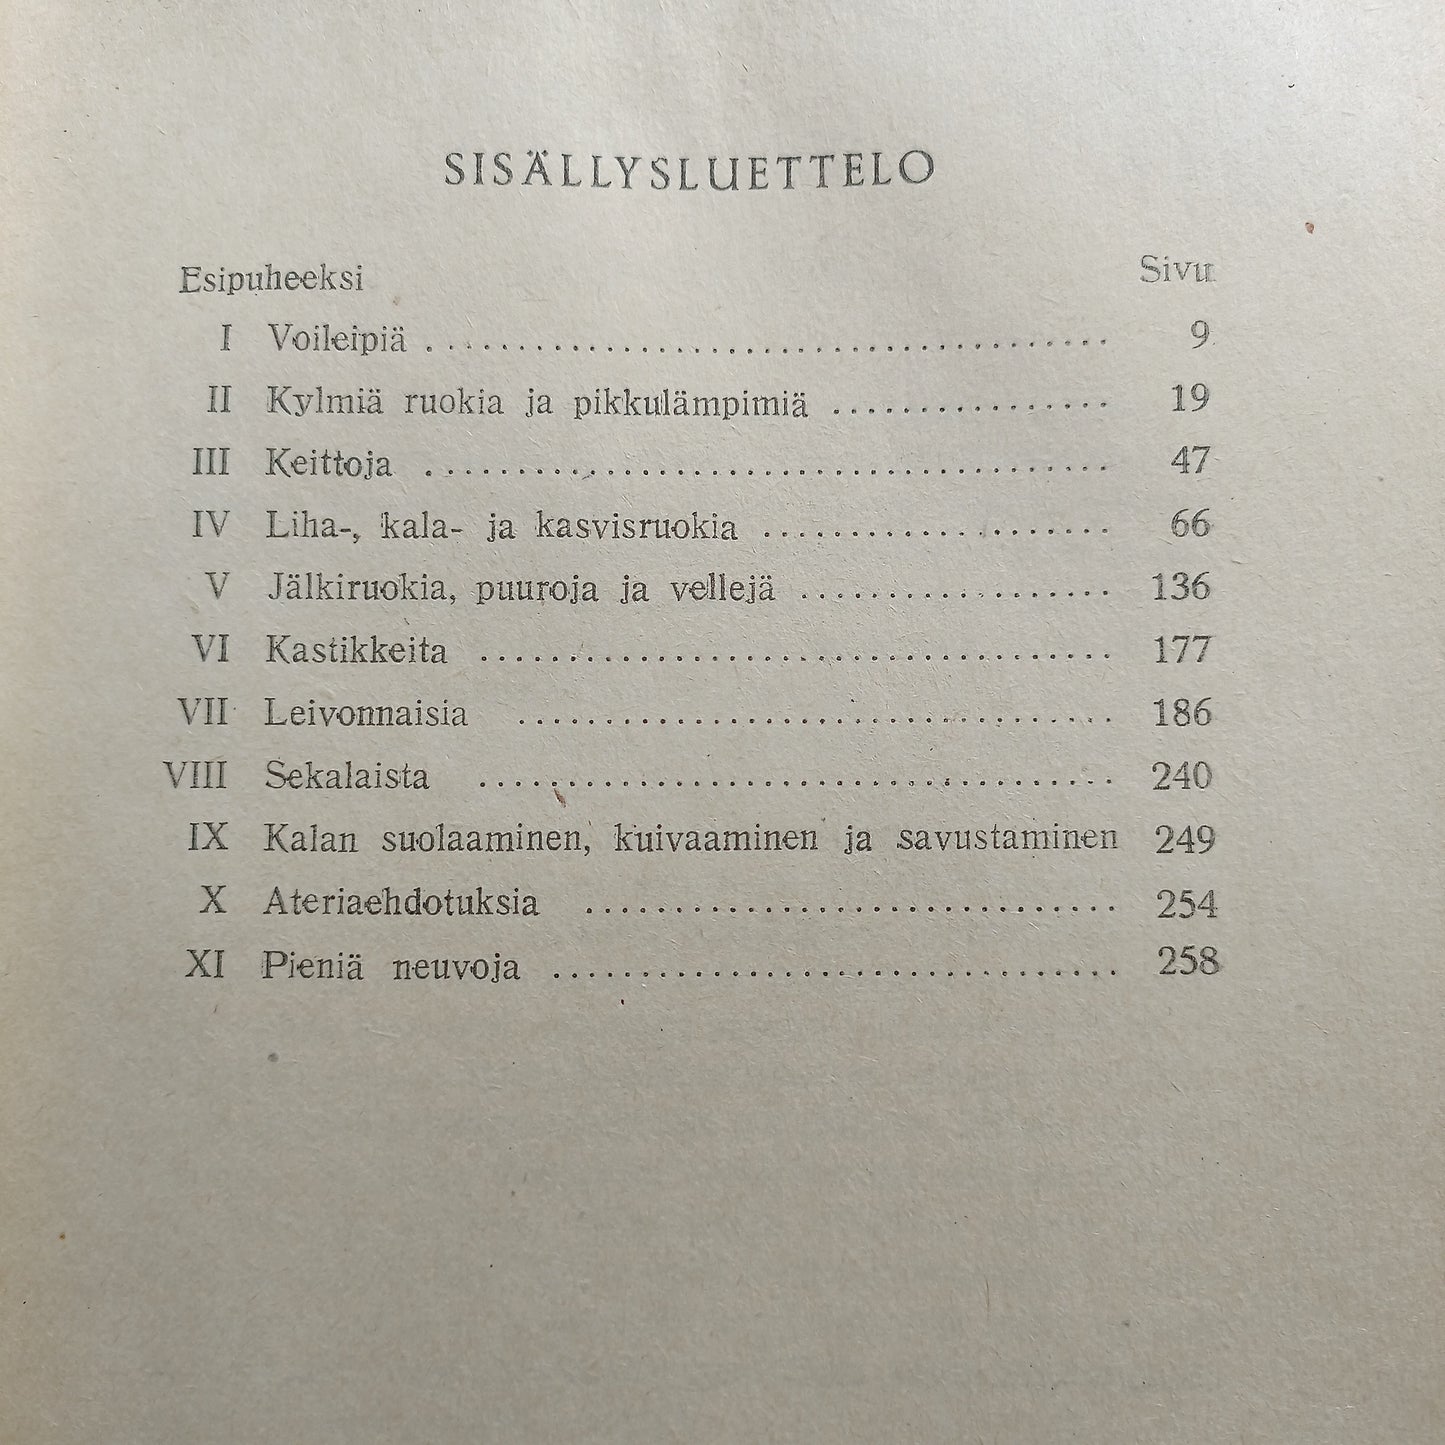 SISÄLLYSLUETTELO
Esipuheeksi Sivu
I Voileipiä ........................................ 9
II Kylmiä ruokia ja pikkulämpimiä ................ 19
III Keittoja ...................................... 47
IV Liha-, kala- ja kasvisruokia .................... 66
V Jälkiruokia, puuroja ja vellejä .................. 136
VI Kastikkeita .................................... 177
VII Leivonnaisia .................................. 186
VIII Sekalaista .................................... 240
IX Kalan suolaaminen, kuivaaminen ja savustaminen 249
X Ateriaehdotuksia .............................. 254
XI Pieniä neuvoja ................................ 258